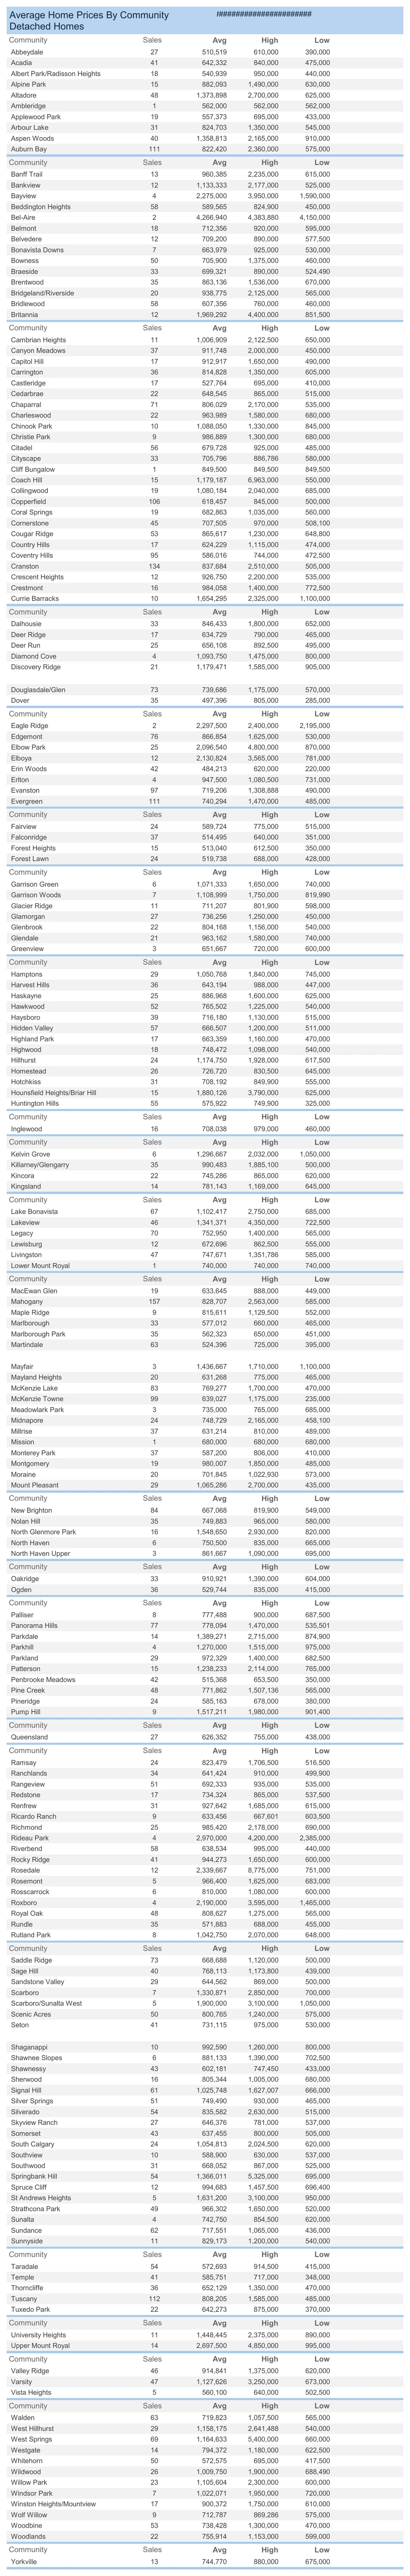 Average Home Prices By Community ######################
Detached Homes
Community Sales Avg High Low
Abbeydale 27 510,519 610,000 390,000
Acadia 41 642,332 840,000 475,000
Albert Park/Radisson Heights 18 540,939 950,000 440,000
Alpine Park 15 882,093 1,490,000 630,000
Altadore 48 1,373,898 2,700,000 625,000
Ambleridge 1 562,000 562,000 562,000
Applewood Park 19 557,373 695,000 433,000
Arbour Lake 31 824,703 1,350,000 545,000
Aspen Woods 40 1,358,813 2,165,000 910,000
Auburn Bay 111 822,420 2,360,000 575,000
Community Sales Avg High Low
Banff Trail 13 960,385 2,235,000 615,000
Bankview 12 1,133,333 2,177,000 525,000
Bayview 4 2,275,000 3,950,000 1,590,000
Beddington Heights 58 589,565 824,900 450,000
Bel-Aire 2 4,266,940 4,383,880 4,150,000
Belmont 18 712,356 920,000 595,000
Belvedere 12 709,200 890,000 577,500
Bonavista Downs 7 663,979 925,000 530,000
Bowness 50 705,900 1,375,000 460,000
Braeside 33 699,321 890,000 524,490
Brentwood 35 863,136 1,536,000 670,000
Bridgeland/Riverside 20 938,775 2,125,000 565,000
Bridlewood 58 607,356 760,000 460,000
Britannia 12 1,969,292 4,400,000 851,500
Community Sales Avg High Low
Cambrian Heights 11 1,006,909 2,122,500 650,000
Canyon Meadows 37 911,748 2,000,000 450,000
Capitol Hill 17 912,917 1,650,000 490,000
Carrington 36 814,828 1,350,000 605,000
Castleridge 17 527,764 695,000 410,000
Cedarbrae 22 648,545 865,000 515,000
Chaparral 71 806,029 2,170,000 535,000
Charleswood 22 963,989 1,580,000 680,000
Chinook Park 10 1,088,050 1,330,000 845,000
Christie Park 9 986,889 1,300,000 680,000
Citadel 56 679,728 925,000 485,000
Cityscape 33 705,796 886,786 580,000
Cliff Bungalow 1 849,500 849,500 849,500
Coach Hill 15 1,179,187 6,963,000 550,000
Collingwood 19 1,080,184 2,040,000 685,000
Copperfield 106 618,457 845,000 500,000
Coral Springs 19 682,863 1,035,000 560,000
Cornerstone 45 707,505 970,000 508,100
Cougar Ridge 53 865,617 1,230,000 648,800
Country Hills 17 624,229 1,115,000 474,000
Coventry Hills 95 586,016 744,000 472,500
Cranston 134 837,684 2,510,000 505,000
Crescent Heights 12 926,750 2,200,000 535,000
Crestmont 16 984,058 1,400,000 772,500
Currie Barracks 10 1,654,295 2,325,000 1,100,000
Community Sales Avg High Low
Dalhousie 33 846,433 1,800,000 652,000
Deer Ridge 17 634,729 790,000 465,000
Deer Run 25 656,108 892,500 495,000
Diamond Cove 4 1,093,750 1,475,000 800,000
Discovery Ridge 21 1,179,471 1,585,000 905,000
Douglasdale/Glen 73 739,686 1,175,000 570,000
Dover 35 497,396 805,000 285,000
Community Sales Avg High Low
Eagle Ridge 2 2,297,500 2,400,000 2,195,000
Edgemont 76 866,854 1,625,000 530,000
Elbow Park 25 2,096,540 4,800,000 870,000
Elboya 12 2,130,824 3,565,000 781,000
Erin Woods 42 484,213 620,000 220,000
Erlton 4 947,500 1,080,500 731,000
Evanston 97 719,206 1,308,888 490,000
Evergreen 111 740,294 1,470,000 485,000
Community Sales Avg High Low
Fairview 24 589,724 775,000 515,000
Falconridge 37 514,495 640,000 351,000
Forest Heights 15 513,040 612,500 350,000
Forest Lawn 24 519,738 688,000 428,000
Community Sales Avg High Low
Garrison Green 6 1,071,333 1,650,000 740,000
Garrison Woods 7 1,108,999 1,750,000 819,990
Glacier Ridge 11 711,207 801,900 598,000
Glamorgan 27 736,256 1,250,000 450,000
Glenbrook 22 804,168 1,156,000 540,000
Glendale 21 963,162 1,580,000 740,000
Greenview 3 651,667 720,000 600,000
Community Sales Avg High Low
Hamptons 29 1,050,768 1,840,000 745,000
Harvest Hills 36 643,194 988,000 447,000
Haskayne 25 886,968 1,600,000 625,000
Hawkwood 52 765,502 1,225,000 540,000
Haysboro 39 716,180 1,130,000 515,000
Hidden Valley 57 666,507 1,200,000 511,000
Highland Park 17 663,359 1,160,000 470,000
Highwood 18 748,472 1,098,000 540,000
Hillhurst 24 1,174,750 1,928,000 617,500
Homestead 26 726,720 830,500 645,000
Hotchkiss 31 708,192 849,900 555,000
Hounsfield Heights/Briar Hill 15 1,880,126 3,790,000 625,000
Huntington Hills 55 575,922 749,900 325,000
Community Sales Avg High Low
Inglewood 16 708,038 979,000 460,000
Community Sales Avg High Low
Kelvin Grove 6 1,296,667 2,032,000 1,050,000
Killarney/Glengarry 35 990,483 1,885,100 500,000
Kincora 22 745,286 865,000 620,000
Kingsland 14 781,143 1,169,000 645,000
Community Sales Avg High Low
Lake Bonavista 67 1,102,417 2,750,000 685,000
Lakeview 46 1,341,371 4,350,000 722,500
Legacy 70 752,950 1,400,000 565,000
Lewisburg 12 672,696 862,500 555,000
Livingston 47 747,671 1,351,786 585,000
Lower Mount Royal 1 740,000 740,000 740,000
Community Sales Avg High Low
MacEwan Glen 19 633,645 888,000 449,000
Mahogany 157 828,707 2,563,000 585,000
Maple Ridge 9 815,611 1,129,500 552,000
Marlborough 33 577,012 660,000 465,000
Marlborough Park 35 562,323 650,000 451,000
Martindale 63 524,396 725,000 395,000
Mayfair 3 1,436,667 1,710,000 1,100,000
Mayland Heights 20 631,268 775,000 465,000
McKenzie Lake 83 769,277 1,700,000 470,000
McKenzie Towne 99 639,027 1,175,000 235,000
Meadowlark Park 3 735,000 765,000 685,000
Midnapore 24 748,729 2,165,000 458,100
Millrise 37 631,214 810,000 489,000
Mission 1 680,000 680,000 680,000
Monterey Park 37 587,200 806,000 410,000
Montgomery 19 980,007 1,850,000 485,000
Moraine 20 701,845 1,022,930 573,000
Mount Pleasant 29 1,065,286 2,700,000 435,000
Community Sales Avg High Low
New Brighton 84 667,068 819,900 549,000
Nolan Hill 35 749,883 965,000 580,000
North Glenmore Park 16 1,548,650 2,930,000 820,000
North Haven 6 750,500 835,000 665,000
North Haven Upper 3 861,667 1,090,000 695,000
Community Sales Avg High Low
Oakridge 33 910,921 1,390,000 604,000
Ogden 36 529,744 835,000 415,000
Community Sales Avg High Low
Palliser 8 777,488 900,000 687,500
Panorama Hills 77 778,094 1,470,000 535,501
Parkdale 14 1,389,271 2,715,000 874,900
Parkhill 4 1,270,000 1,515,000 975,000
Parkland 29 972,329 1,400,000 682,500
Patterson 15 1,238,233 2,114,000 765,000
Penbrooke Meadows 42 515,368 653,500 350,000
Pine Creek 48 771,862 1,507,136 565,000
Pineridge 24 585,163 678,000 380,000
Pump Hill 9 1,517,211 1,980,000 901,400
Community Sales Avg High Low
Queensland 27 626,352 755,000 438,000
Community Sales Avg High Low
Ramsay 24 823,479 1,706,500 516,500
Ranchlands 34 641,424 910,000 499,900
Rangeview 51 692,333 935,000 535,000
Redstone 17 734,324 865,000 537,500
Renfrew 31 927,642 1,685,000 615,000
Ricardo Ranch 9 633,456 667,601 603,500
Richmond 25 985,420 2,178,000 690,000
Rideau Park 4 2,970,000 4,200,000 2,385,000
Riverbend 58 638,534 995,000 440,000
Rocky Ridge 41 944,273 1,650,000 600,000
Rosedale 12 2,339,667 8,775,000 751,000
Rosemont 5 966,400 1,625,000 683,000
Rosscarrock 6 810,000 1,080,000 600,000
Roxboro 4 2,190,000 3,595,000 1,465,000
Royal Oak 48 808,627 1,275,000 565,000
Rundle 35 571,883 688,000 455,000
Rutland Park 8 1,042,750 2,070,000 648,000
Community Sales Avg High Low
Saddle Ridge 73 668,688 1,120,000 500,000
Sage Hill 40 768,113 1,173,800 439,000
Sandstone Valley 29 644,562 869,000 500,000
Scarboro 7 1,330,871 2,850,000 700,000
Scarboro/Sunalta West 5 1,900,000 3,100,000 1,050,000
Scenic Acres 50 800,765 1,240,000 575,000
Seton 41 731,115 975,000 530,000
Shaganappi 10 992,590 1,260,000 800,000
Shawnee Slopes 6 881,133 1,390,000 702,500
Shawnessy 43 602,181 747,450 433,000
Sherwood 16 805,344 1,005,000 680,000
Signal Hill 61 1,025,748 1,627,007 666,000
Silver Springs 51 749,490 930,000 465,000
Silverado 54 835,582 2,630,000 515,000
Skyview Ranch 27 646,376 781,000 537,000
Somerset 43 637,455 800,000 505,000
South Calgary 24 1,054,813 2,024,500 620,000
Southview 10 588,900 630,000 537,000
Southwood 31 668,052 867,000 525,000
Springbank Hill 54 1,366,011 5,325,000 695,000
Spruce Cliff 12 994,683 1,457,500 696,400
St Andrews Heights 5 1,631,200 3,100,000 950,000
Strathcona Park 49 966,302 1,650,000 520,000
Sunalta 4 742,750 854,500 620,000
Sundance 62 717,551 1,065,000 436,000
Sunnyside 11 829,173 1,200,000 540,000
Community Sales Avg High Low
Taradale 54 572,693 914,500 415,000
Temple 41 585,751 717,000 348,000
Thorncliffe 36 652,129 1,350,000 470,000
Tuscany 112 808,205 1,585,000 485,000
Tuxedo Park 22 642,273 875,000 370,000
Community Sales Avg High Low
University Heights 11 1,448,445 2,375,000 890,000
Upper Mount Royal 14 2,697,500 4,850,000 995,000
Community Sales Avg High Low
Valley Ridge 46 914,841 1,375,000 620,000
Varsity 47 1,127,626 3,250,000 673,000
Vista Heights 5 560,100 640,000 502,500
Community Sales Avg High Low
Walden 63 719,823 1,057,500 565,000
West Hillhurst 29 1,158,175 2,641,488 540,000
West Springs 69 1,164,633 5,400,000 660,000
Westgate 14 794,372 1,180,000 622,500
Whitehorn 50 572,575 695,000 417,500
Wildwood 26 1,009,750 1,900,000 688,490
Willow Park 23 1,105,604 2,300,000 600,000
Windsor Park 7 1,022,071 1,950,000 720,000
Winston Heights/Mountview 17 900,372 1,750,000 610,000
Wolf Willow 9 712,787 869,286 575,000
Woodbine 53 738,428 1,300,000 470,000
Woodlands 22 755,914 1,153,000 599,000
Community Sales Avg High Low
Yorkville 13 744,770 880,000 675,000